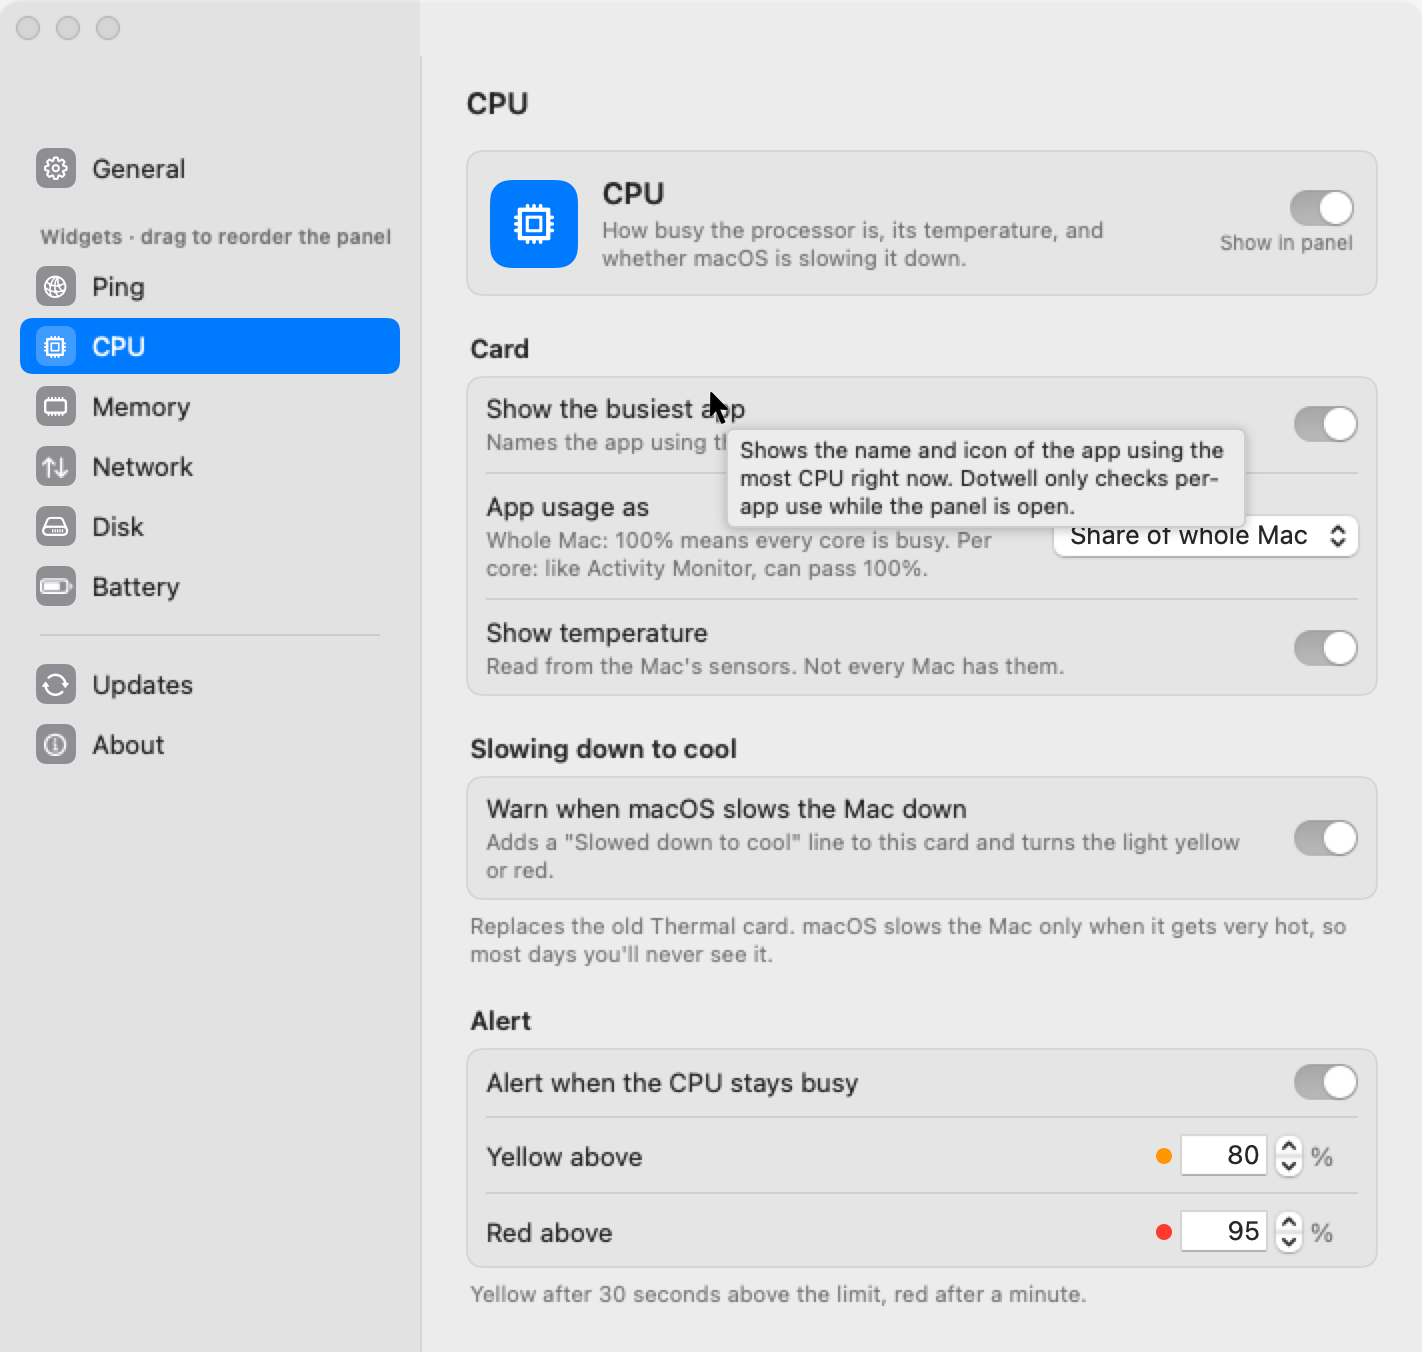 General
Widgets · drag to reorder the panel
Ping
CPU
Memory
Network
Disk
Battery
Updates
About
CPU
CPU
How busy the processor is, its temperature, and
whether macOS is slowing it down.
Show in panel
Card
Show the busiest app
Names the app using
Shows the name and icon of the app using the
most CPU right now. Dotwell only checks per-
app use while the panel is open.
App usage as
Whole Mac: 100% means every core is busy. Per
core: like Activity Monitor, can pass 100%.
Share of whole Mac
Show temperature
Read from the Mac's sensors. Not every Mac has them.
Slowing down to cool
Warn when macOS slows the Mac down
Adds a "Slowed down to cool" line to this card and turns the light yellow
or red.
Replaces the old Thermal card. macOS slows the Mac only when it gets very hot, so
most days you'll never see it.
Alert
Alert when the CPU stays busy
Yellow above
80 %
Red above
95 %
Yellow after 30 seconds above the limit, red after a minute.